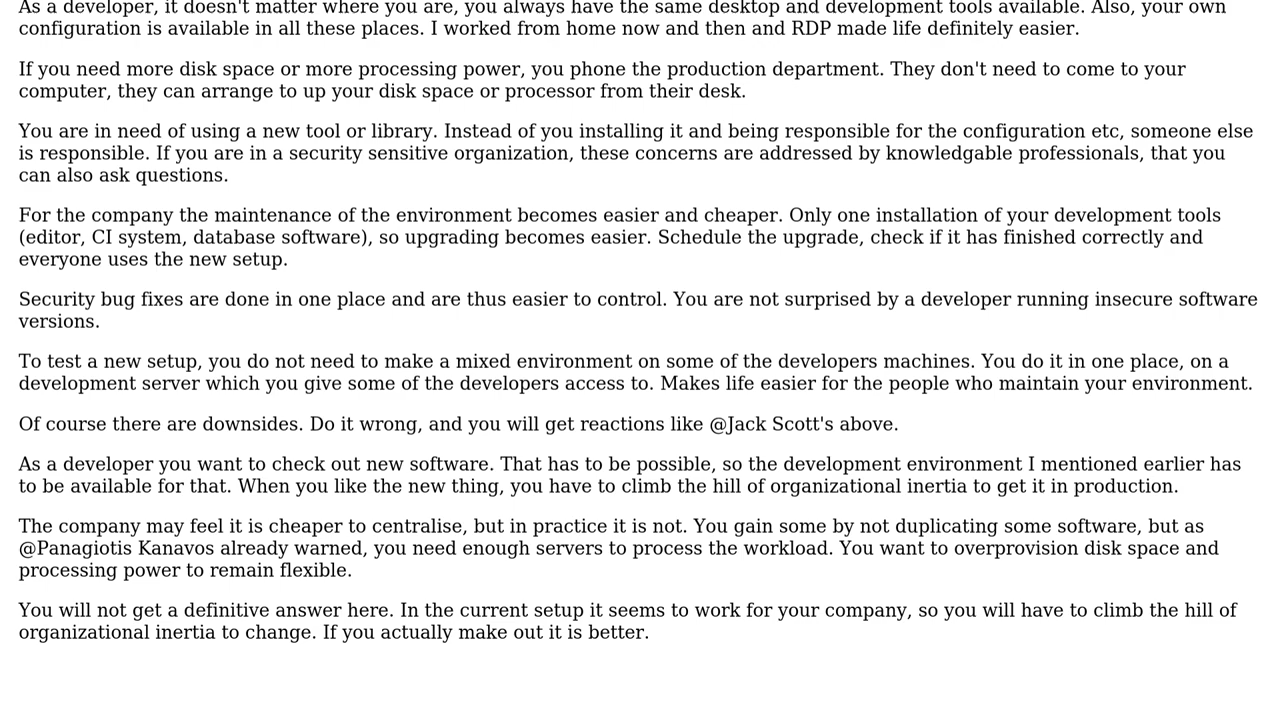 As a developer, it doesn't matter where you are, you always have the same desktop and development tools available. Also, your own
configuration is available in all these places. I worked from home now and then and RDP made life definitely easier.
If you need more disk space or more processing power, you phone the production department. They don't need to come to your
computer, they can arrange to up your disk space or processor from their desk.
You are in need of using a new tool or library. Instead of you installing it and being responsible for the configuration etc, someone else
is responsible. If you are in a security sensitive organization, these concerns are addressed by knowledgable professionals, that you
can also ask questions.
For the company the maintenance of the environment becomes easier and cheaper. Only one installation of your development tools
(editor, CI system, database software), so upgrading becomes easier. Schedule the upgrade, check if it has finished correctly and
everyone uses the new setup.
Security bug fixes are done in one place and are thus easier to control. You are not surprised by a developer running insecure software
versions.
To test a new setup, you do not need to make a mixed environment on some of the developers machines. You do it in one place, on a
development server which you give some of the developers access to. Makes life easier for the people who maintain your environment.
Of course there are downsides. Do it wrong, and you will get reactions like @Jack Scott's above.
As a developer you want to check out new software. That has to be possible, so the development environment I mentioned earlier has
to be available for that. When you like the new thing, you have to climb the hill of organizational inertia to get it in production.
The company may feel it is cheaper to centralise, but in practice it is not. You gain some by not duplicating some software, but as
@Panagiotis Kanavos already warned, you need enough servers to process the workload. You want to overprovision disk space and
processing power to remain flexible.
You will not get a definitive answer here. In the current setup it seems to work for your company, so you will have to climb the hill of
organizational inertia to change. If you actually make out it is better.